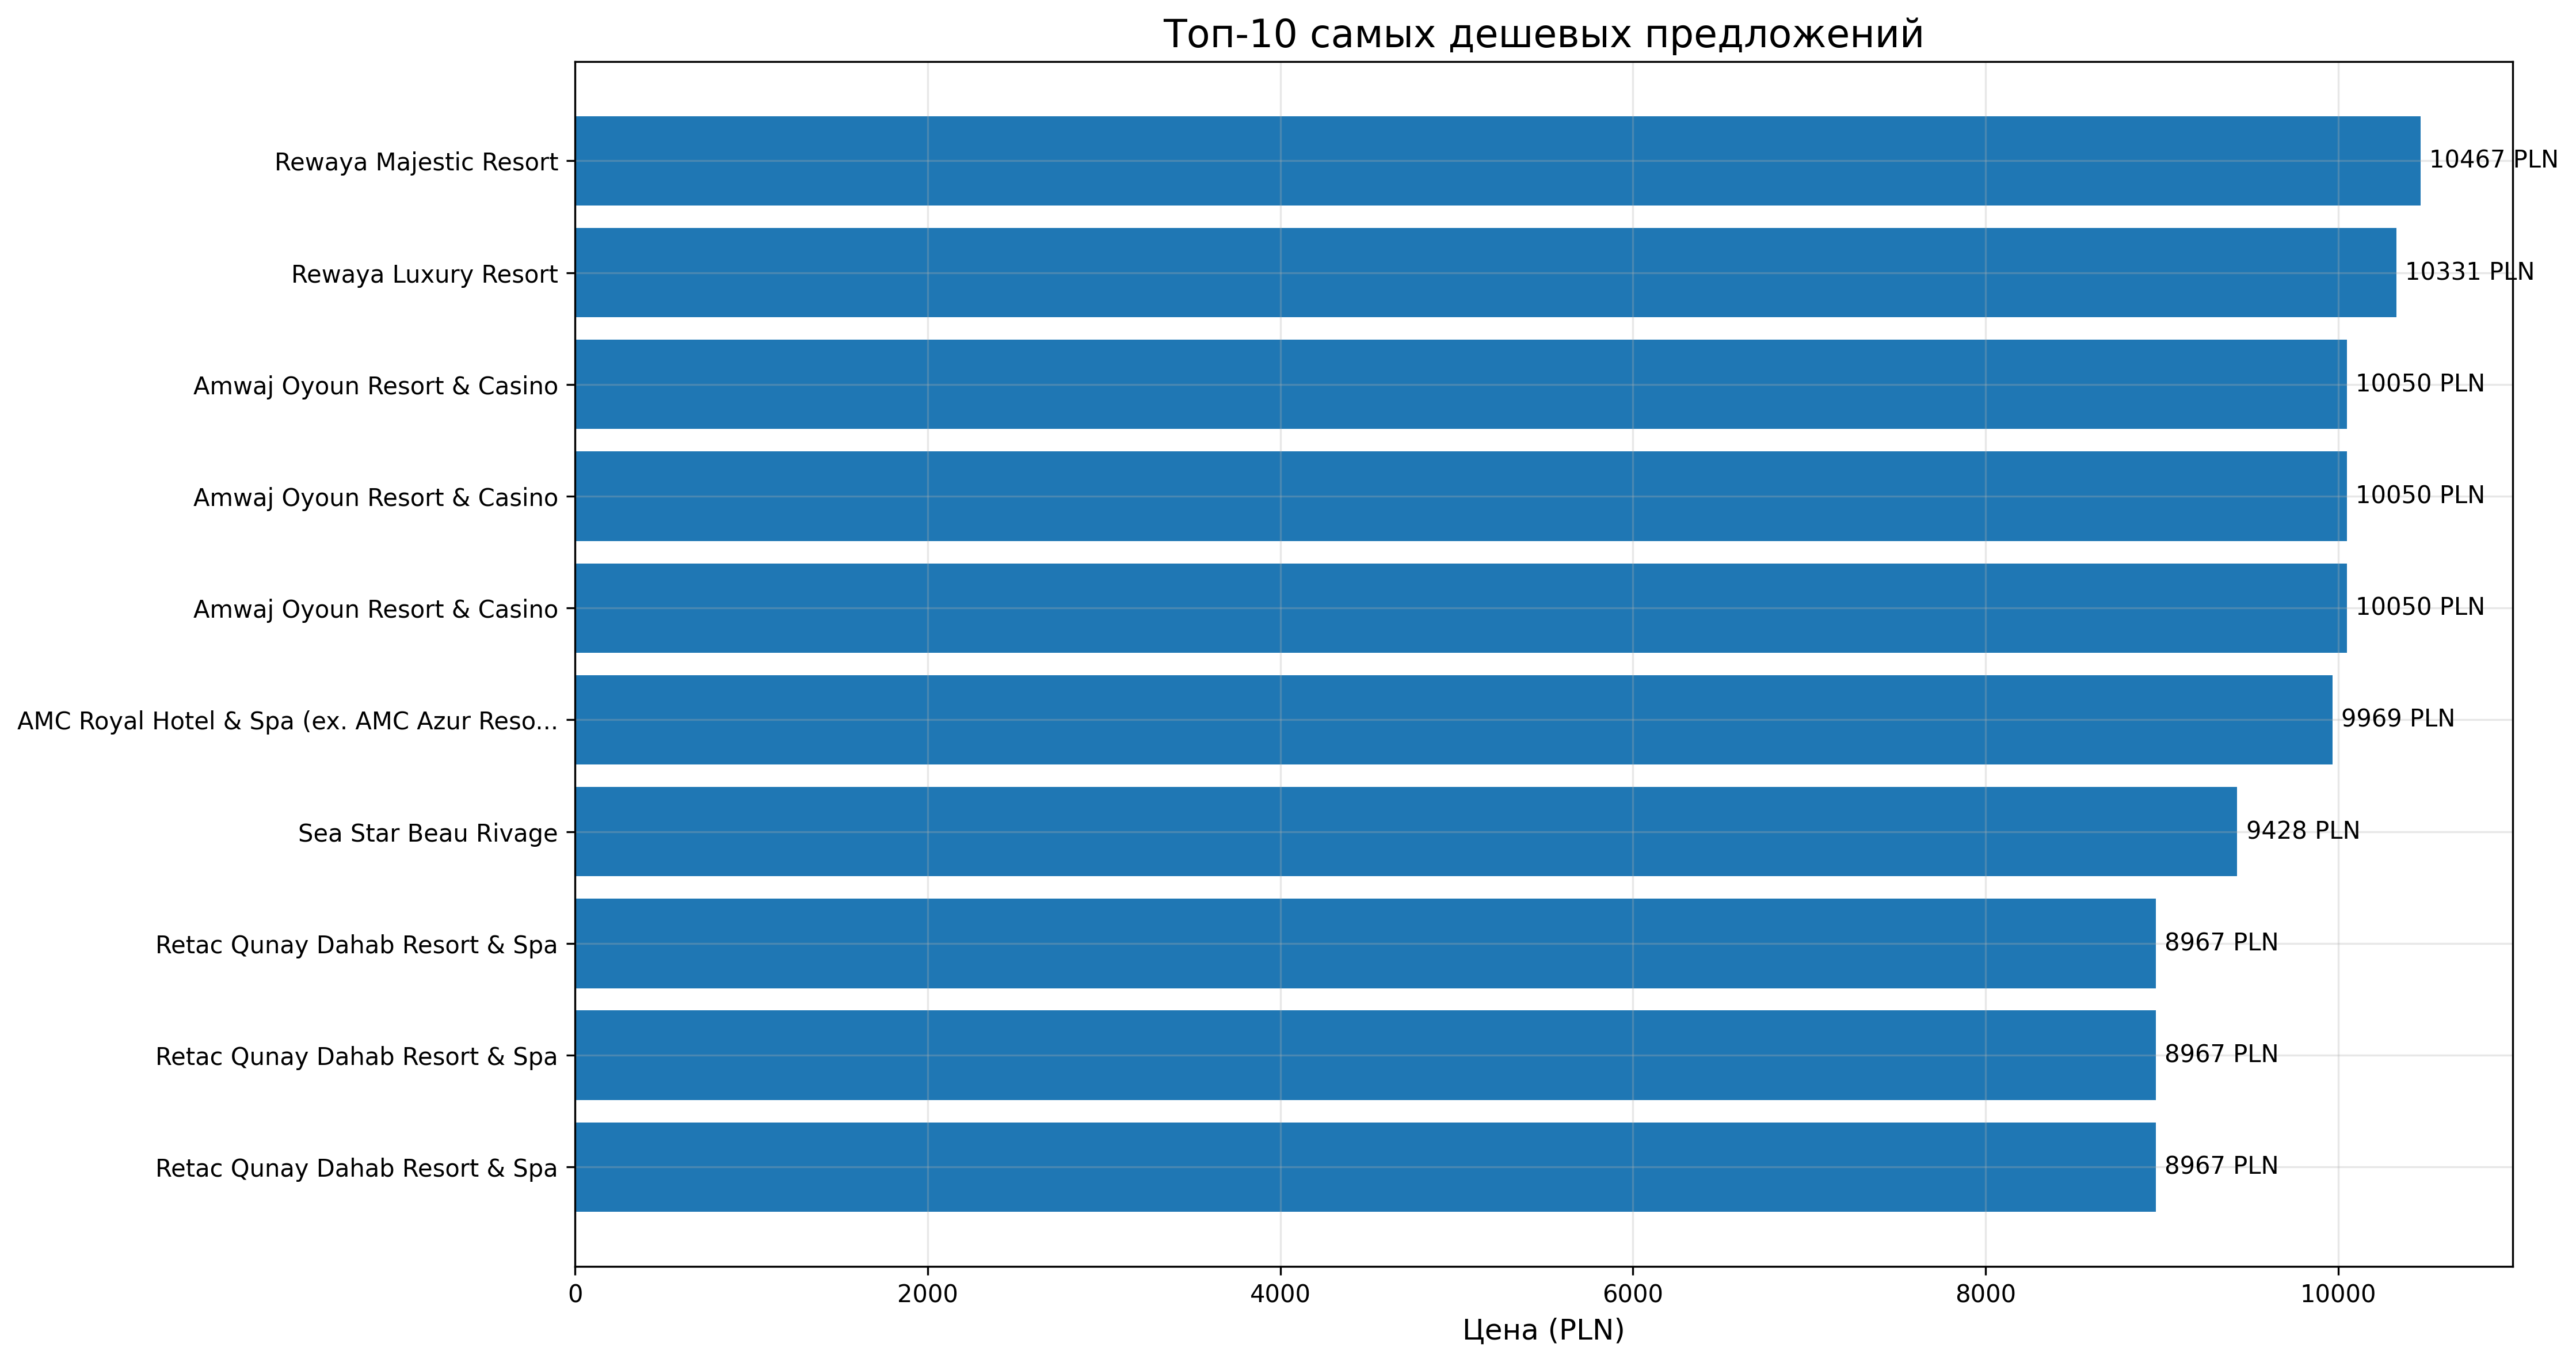 Топ-10 самых дешевых предложений
Rewaya Majestic Resort 10467 PLN
Rewaya Luxury Resort 10331 PLN
Amwaj Oyoun Resort & Casino 10050 PLN
Amwaj Oyoun Resort & Casino 10050 PLN
Amwaj Oyoun Resort & Casino 10050 PLN
AMC Royal Hotel & Spa (ex. AMC Azur Reso... 9969 PLN
Sea Star Beau Rivage 9428 PLN
Retac Qunay Dahab Resort & Spa 8967 PLN
Retac Qunay Dahab Resort & Spa 8967 PLN
Retac Qunay Dahab Resort & Spa 8967 PLN
0 2000 4000 6000 8000 10000
Цена (PLN)